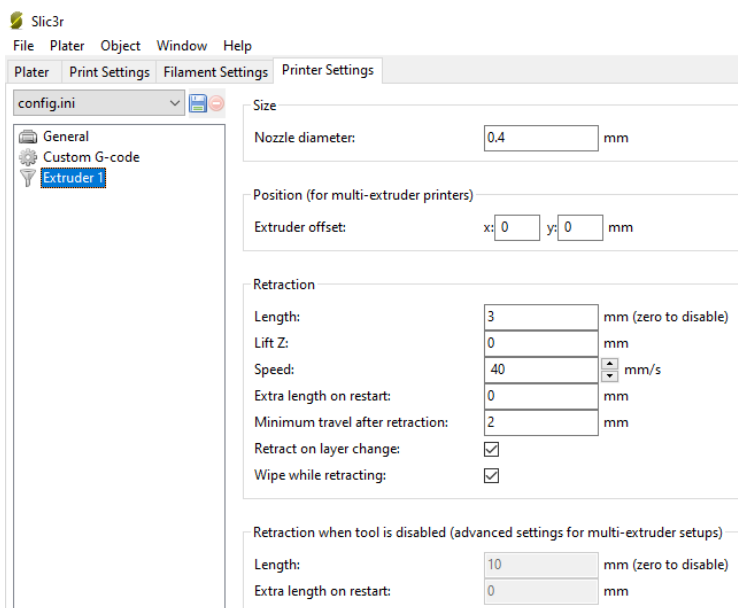 Slic3r
File Plater Object Window Help
Plater Print Settings Filament Settings Printer Settings
config.ini
General
Custom G-code
Extruder 1
Size
Nozzle diameter: 0.4 mm
Position (for multi-extruder printers)
Extruder offset: x: 0 y: 0 mm
Retraction
Length: 3 mm (zero to disable)
Lift Z: 0 mm
Speed: 40 mm/s
Extra length on restart: 0 mm
Minimum travel after retraction: 2 mm
Retract on layer change:
Wipe while retracting:
Retraction when tool is disabled (advanced settings for multi-extruder setups)
Length: 10 mm (zero to disable)
Extra length on restart: 0 mm